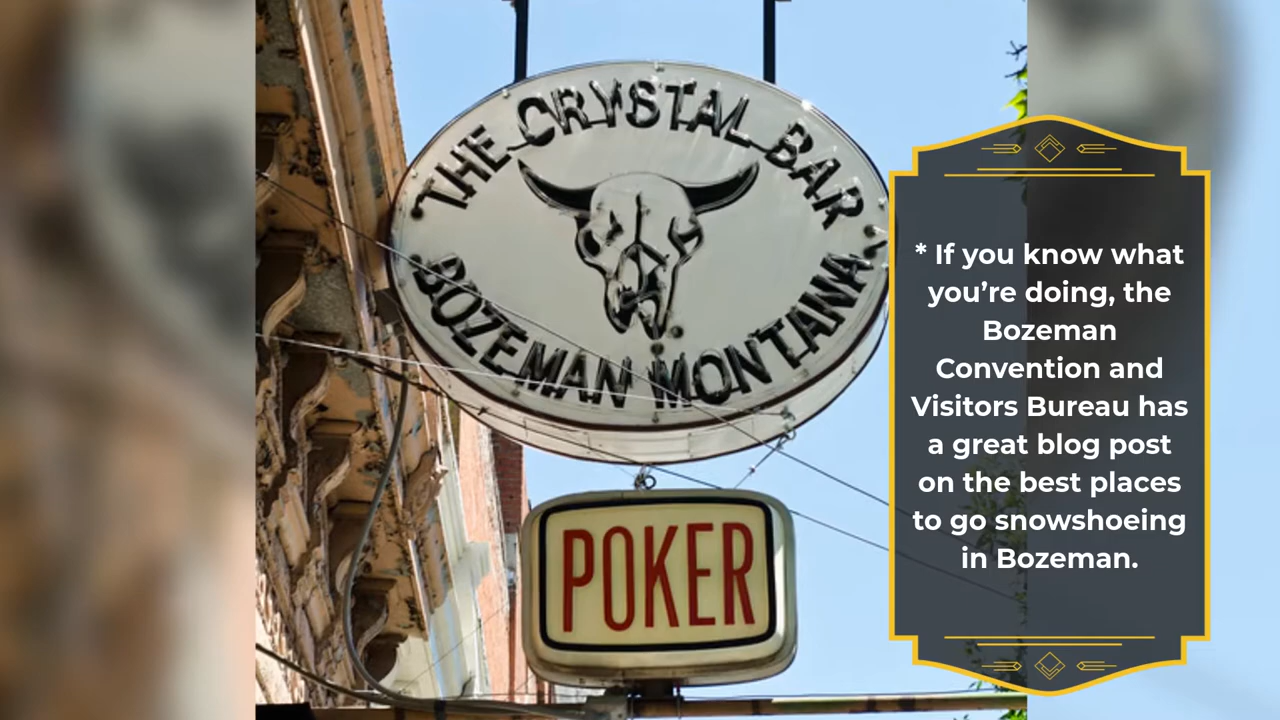 THE CRYSTAL BAR
BOZEMAN MONTANA
POKER
* If you know what
you’re doing, the
Bozeman
Convention and
Visitors Bureau has
a great blog post
on the best places
to go snowshoeing
in Bozeman.